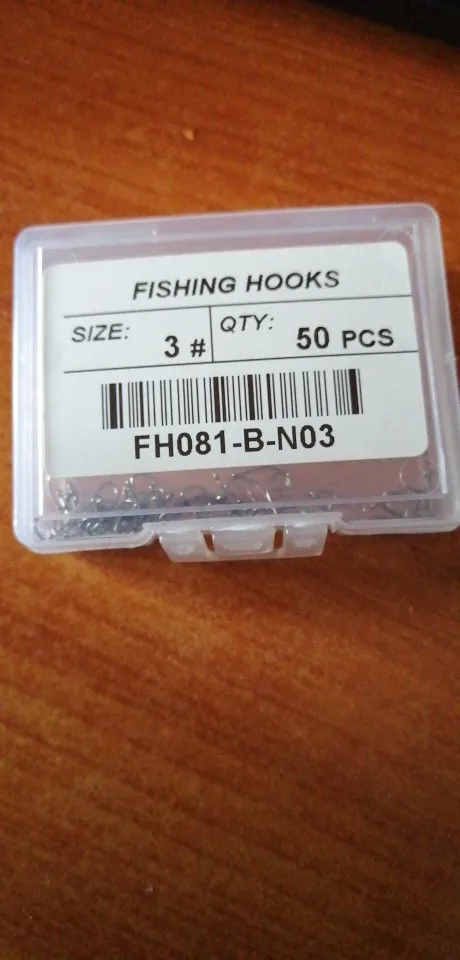 FISHING HOOKS
SIZE: 3 # QTY: 50 PCS
FH081-B-N03